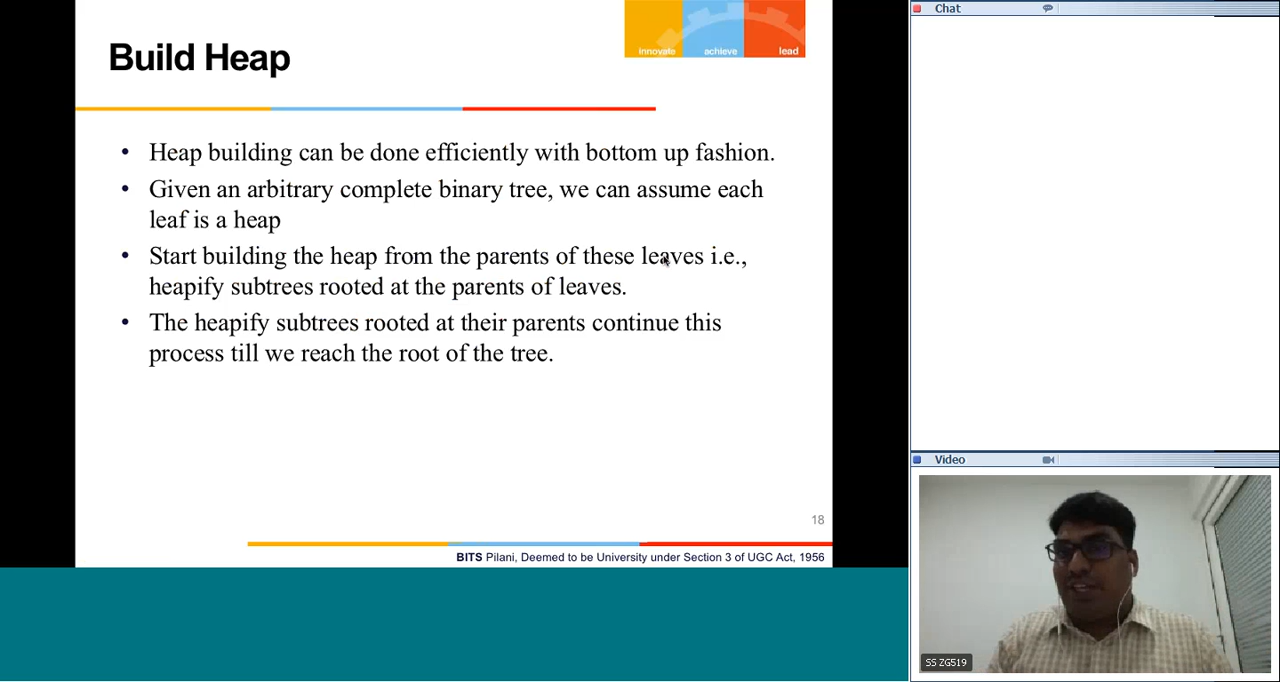 Build Heap
innovate achieve lead
• Heap building can be done efficiently with bottom up fashion.
• Given an arbitrary complete binary tree, we can assume each
leaf is a heap
• Start building the heap from the parents of these leaves i.e.,
heapify subtrees rooted at the parents of leaves.
• The heapify subtrees rooted at their parents continue this
process till we reach the root of the tree.
18
BITS Pilani, Deemed to be University under Section 3 of UGC Act, 1956
Chat
Video
SS ZG519